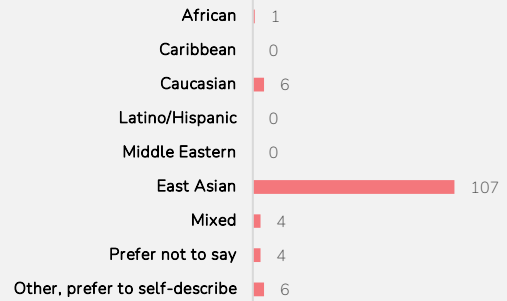 African 1
Caribbean 0
Caucasian 6
Latino/Hispanic 0
Middle Eastern 0
East Asian 107
Mixed 4
Prefer not to say 4
Other, prefer to self-describe 6